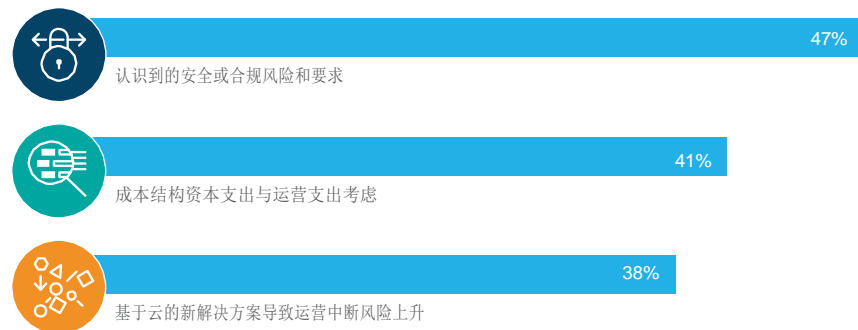 47%
认识到的安全或合规风险和要求
41%
成本结构资本支出与运营支出考虑
38%
基于云的新解决方案导致运营中断风险上升